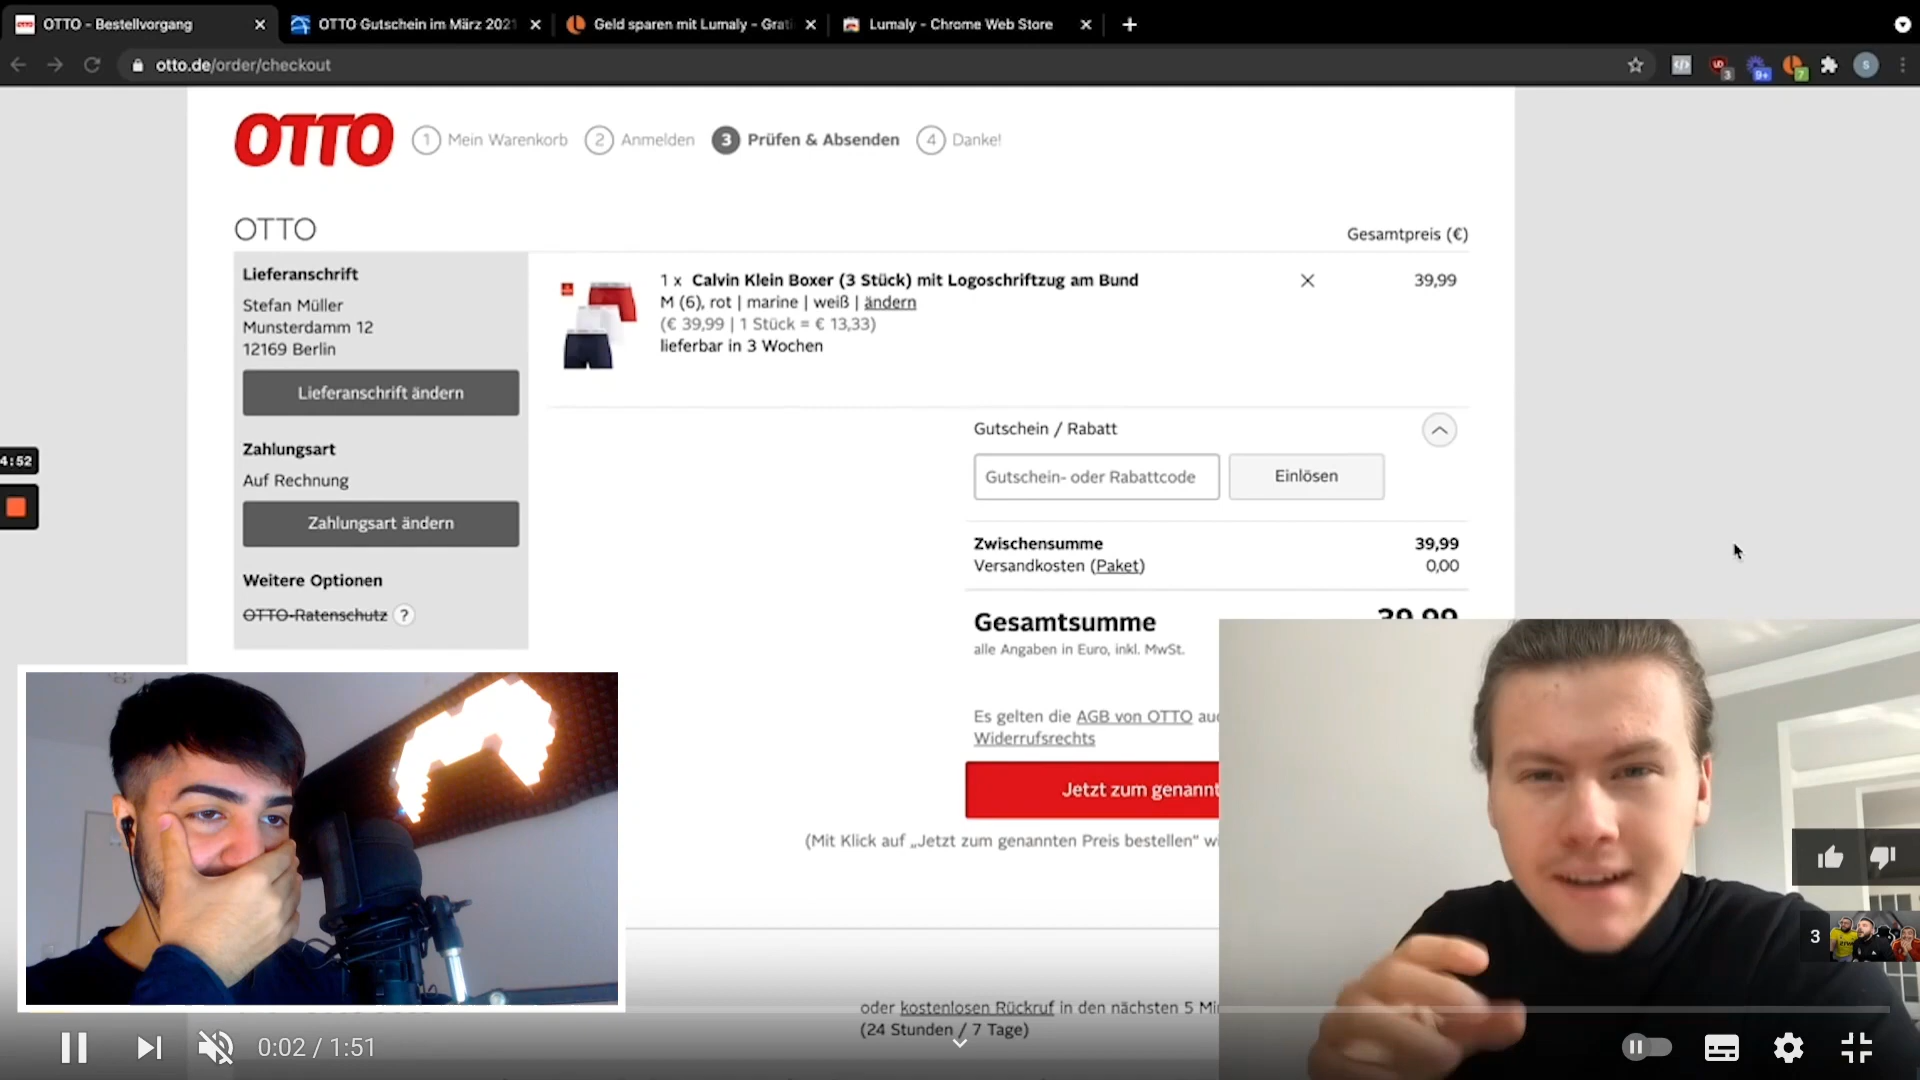 OTTO - Bestellvorgang
OTTO Gutschein im März 2021
Geld sparen mit Lumaly - Grati
Lumaly - Chrome Web Store
otto.de/order/checkout
3
9+
7
S
OTTO
1 Mein Warenkorb
2 Anmelden
3 Prüfen & Absenden
4 Danke!
OTTO
Gesamtpreis (€)
Lieferanschrift
Stefan Müller
Munsterdamm 12
12169 Berlin
Lieferanschrift ändern
Zahlungsart
Auf Rechnung
Zahlungsart ändern
Weitere Optionen
OTTO-Ratenschutz ?
1 x Calvin Klein Boxer (3 Stück) mit Logoschriftzug am Bund
39,99
M (6), rot | marine | weiß | ändern
(€ 39,99 | 1 Stück = € 13,33)
lieferbar in 3 Wochen
Gutschein / Rabatt
Gutschein- oder Rabattcode
Einlösen
Zwischensumme 39,99
Versandkosten (Paket) 0,00
Gesamtsumme 39,99
alle Angaben in Euro, inkl. MwSt.
Es gelten die AGB von OTTO
Widerrufsrechts
Jetzt zum genannt
(Mit Klick auf „Jetzt zum genannten Preis bestellen“
oder kostenlosen Rückruf in den nächsten 5
(24 Stunden / 7 Tage)
4:52
3
0:02 / 1:51